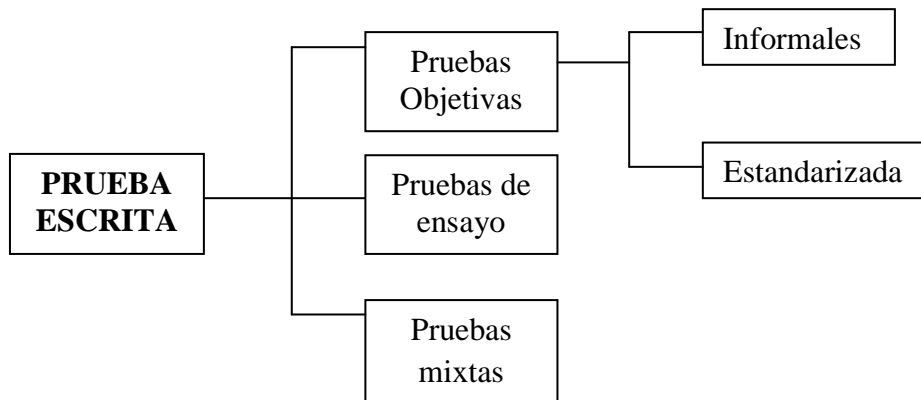 PRUEBA
ESCRITA
Pruebas
Objetivas
Informales
Estandarizada
Pruebas de
ensayo
Pruebas
mixtas